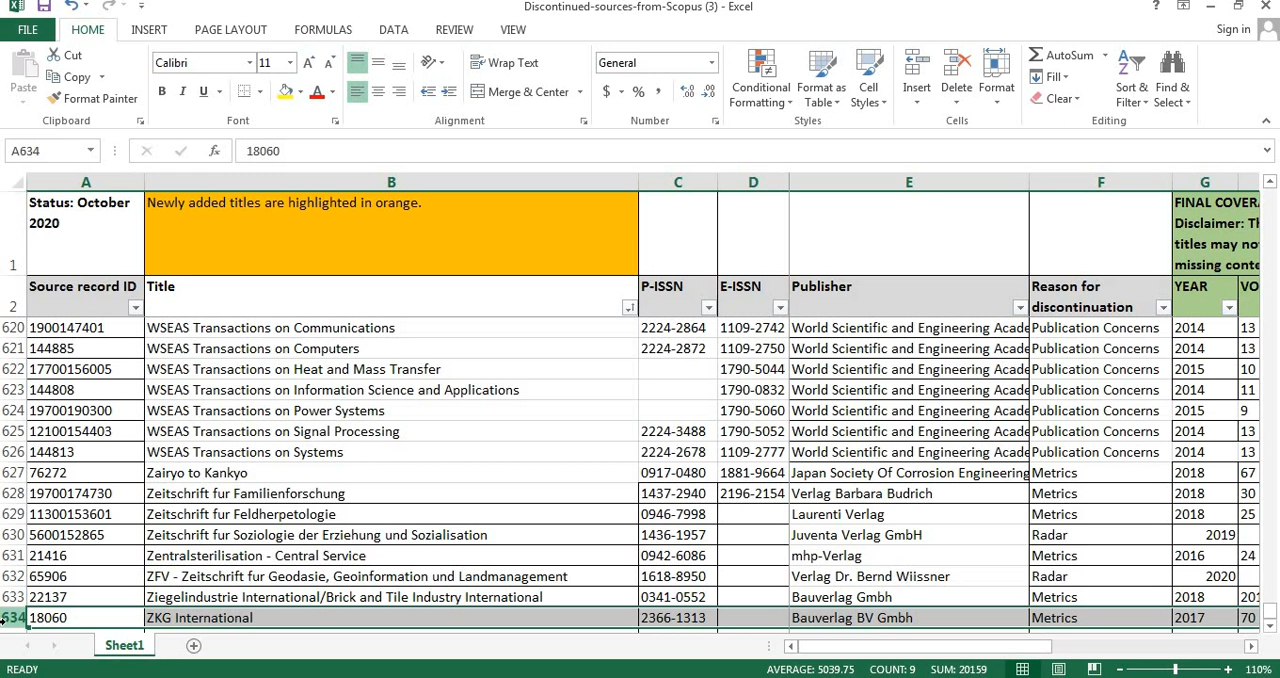 Discontinued-sources-from-Scopus (3) - Excel
FILE HOME INSERT PAGE LAYOUT FORMULAS DATA REVIEW VIEW Sign in
Paste Cut Copy Format Painter
Calibri 11
B I U A
Wrap Text
Merge & Center
General
$ % ,
Conditional Formatting Format as Table Cell Styles
Insert Delete Format
AutoSum Fill Clear
Sort & Filter Find & Select
Clipboard Font Alignment Number Styles Cells Editing
A634 fx 18060
A B C D E F G
1 Status: October 2020 Newly added titles are highlighted in orange. FINAL COVERA
Disclaimer: Th
titles may no
missing conte
2 Source record ID Title P-ISSN E-ISSN Publisher Reason for discontinuation YEAR VO
620 1900147401 WSEAS Transactions on Communications 2224-2864 1109-2742 World Scientific and Engineering Acade Publication Concerns 2014 13
621 144885 WSEAS Transactions on Computers 2224-2872 1109-2750 World Scientific and Engineering Acade Publication Concerns 2014 13
622 17700156005 WSEAS Transactions on Heat and Mass Transfer 1790-5044 World Scientific and Engineering Acade Publication Concerns 2015 10
623 144808 WSEAS Transactions on Information Science and Applications 1790-0832 World Scientific and Engineering Acade Publication Concerns 2014 11
624 19700190300 WSEAS Transactions on Power Systems 1790-5060 World Scientific and Engineering Acade Publication Concerns 2015 9
625 12100154403 WSEAS Transactions on Signal Processing 2224-3488 1790-5052 World Scientific and Engineering Acade Publication Concerns 2014 13
626 144813 WSEAS Transactions on Systems 2224-2678 1109-2777 World Scientific and Engineering Acade Publication Concerns 2014 13
627 76272 Zairyo to Kankyo 0917-0480 1881-9664 Japan Society Of Corrosion Engineering Metrics 2018 67
628 19700174730 Zeitschrift fur Familienforschung 1437-2940 2196-2154 Verlag Barbara Budrich Metrics 2018 30
629 11300153601 Zeitschrift fur Feldherpetologie 0946-7998 Laurenti Verlag Metrics 2018 25
630 5600152865 Zeitschrift fur Soziologie der Erziehung und Sozialisation 1436-1957 Juventa Verlag GmbH Radar 2019
631 21416 Zentralsterilisation - Central Service 0942-6086 mhp-Verlag Metrics 2016 24
632 65906 ZFV - Zeitschrift fur Geodasie, Geoinformation und Landmanagement 1618-8950 Verlag Dr. Bernd Wiissner Radar 2020
633 22137 Ziegelindustrie International/Brick and Tile Industry International 0341-0552 Bauverlag Gmbh Metrics 2018 201
634 18060 ZKG International 2366-1313 Bauverlag BV Gmbh Metrics 2017 70
Sheet1
READY AVERAGE: 5039.75 COUNT: 9 SUM: 20159 110%